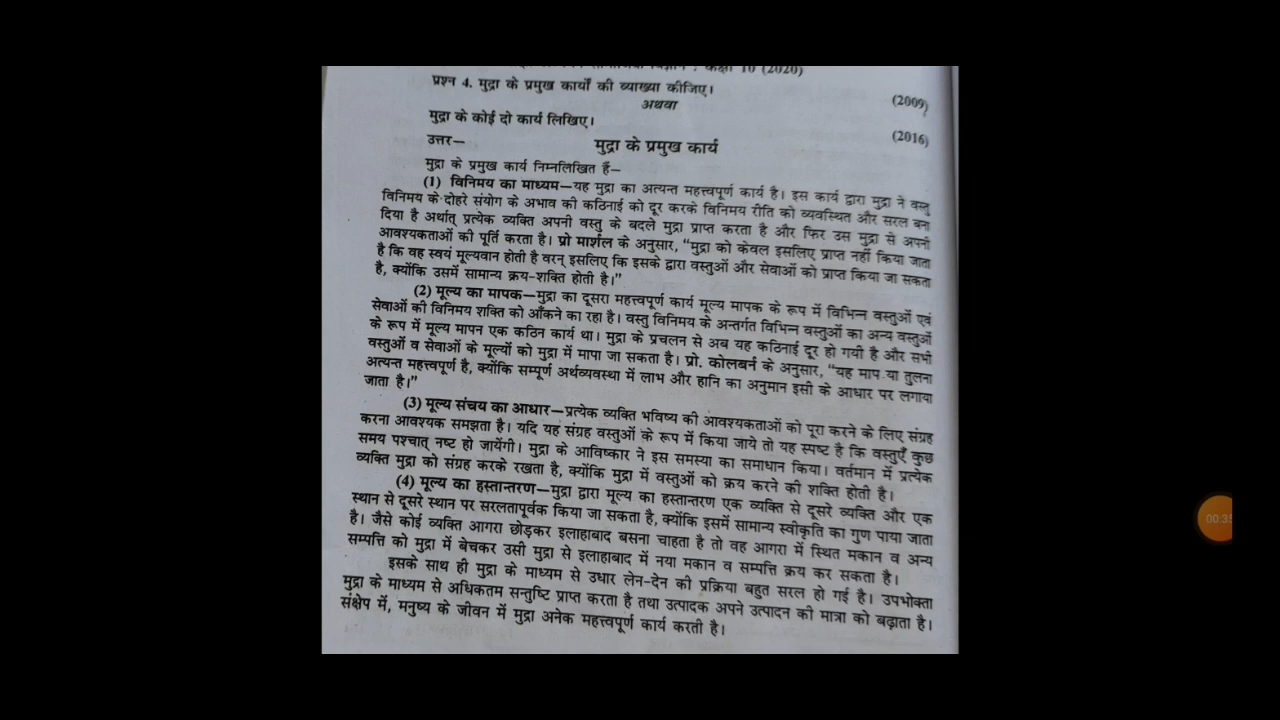 कक्षा 10 (2020)
प्रश्न 4. मुद्रा के प्रमुख कार्यों की व्याख्या कीजिए। (2009)
अथवा
मुद्रा के कोई दो कार्य लिखिए। (2016)
उत्तर— मुद्रा के प्रमुख कार्य
मुद्रा के प्रमुख कार्य निम्नलिखित हैं—
(1) विनिमय का माध्यम—यह मुद्रा का अत्यन्त महत्त्वपूर्ण कार्य है। इस कार्य द्वारा मुद्रा ने वस्तु
विनिमय के दोहरे संयोग के अभाव की कठिनाई को दूर करके विनिमय रीति को व्यवस्थित और सरल बना
दिया है अर्थात् प्रत्येक व्यक्ति अपनी वस्तु के बदले मुद्रा प्राप्त करता है और फिर उस मुद्रा से अपनी
आवश्यकताओं की पूर्ति करता है। प्रो मार्शल के अनुसार, “मुद्रा को केवल इसलिए प्राप्त नहीं किया जाता
है कि वह स्वयं मूल्यवान होती है वरन् इसलिए कि इसके द्वारा वस्तुओं और सेवाओं को प्राप्त किया जा सकता
है, क्योंकि उसमें सामान्य क्रय-शक्ति होती है।”
(2) मूल्य का मापक—मुद्रा का दूसरा महत्त्वपूर्ण कार्य मूल्य मापक के रूप में विभिन्न वस्तुओं एवं
सेवाओं की विनिमय शक्ति को आँकने का रहा है। वस्तु विनिमय के अन्तर्गत विभिन्न वस्तुओं का अन्य वस्तुओं
के रूप में मूल्य मापन एक कठिन कार्य था। मुद्रा के प्रचलन से अब यह कठिनाई दूर हो गयी है और सभी
वस्तुओं व सेवाओं के मूल्यों को मुद्रा में मापा जा सकता है। प्रो. कोलबर्न के अनुसार, “यह माप या तुलना
अत्यन्त महत्त्वपूर्ण है, क्योंकि सम्पूर्ण अर्थव्यवस्था में लाभ और हानि का अनुमान इसी के आधार पर लगाया
जाता है।”
(3) मूल्य संचय का आधार—प्रत्येक व्यक्ति भविष्य की आवश्यकताओं को पूरा करने के लिए संग्रह
करना आवश्यक समझता है। यदि यह संग्रह वस्तुओं के रूप में किया जाये तो यह स्पष्ट है कि वस्तुएँ कुछ
समय पश्चात् नष्ट हो जायेंगी। मुद्रा के आविष्कार ने इस समस्या का समाधान किया। वर्तमान में प्रत्येक
व्यक्ति मुद्रा को संग्रह करके रखता है, क्योंकि मुद्रा में वस्तुओं को क्रय करने की शक्ति होती है।
(4) मूल्य का हस्तान्तरण—मुद्रा द्वारा मूल्य का हस्तान्तरण एक व्यक्ति से दूसरे व्यक्ति और एक
स्थान से दूसरे स्थान पर सरलतापूर्वक किया जा सकता है, क्योंकि इसमें सामान्य स्वीकृति का गुण पाया जाता
है। जैसे कोई व्यक्ति आगरा छोड़कर इलाहाबाद बसना चाहता है तो वह आगरा में स्थित मकान व अन्य
सम्पत्ति को मुद्रा में बेचकर उसी मुद्रा से इलाहाबाद में नया मकान व सम्पत्ति क्रय कर सकता है।
इसके साथ ही मुद्रा के माध्यम से उधार लेन-देन की प्रक्रिया बहुत सरल हो गई है। उपभोक्ता
मुद्रा के माध्यम से अधिकतम सन्तुष्टि प्राप्त करता है तथा उत्पादक अपने उत्पादन की मात्रा को बढ़ाता है।
संक्षेप में, मनुष्य के जीवन में मुद्रा अनेक महत्त्वपूर्ण कार्य करती है।
00:35